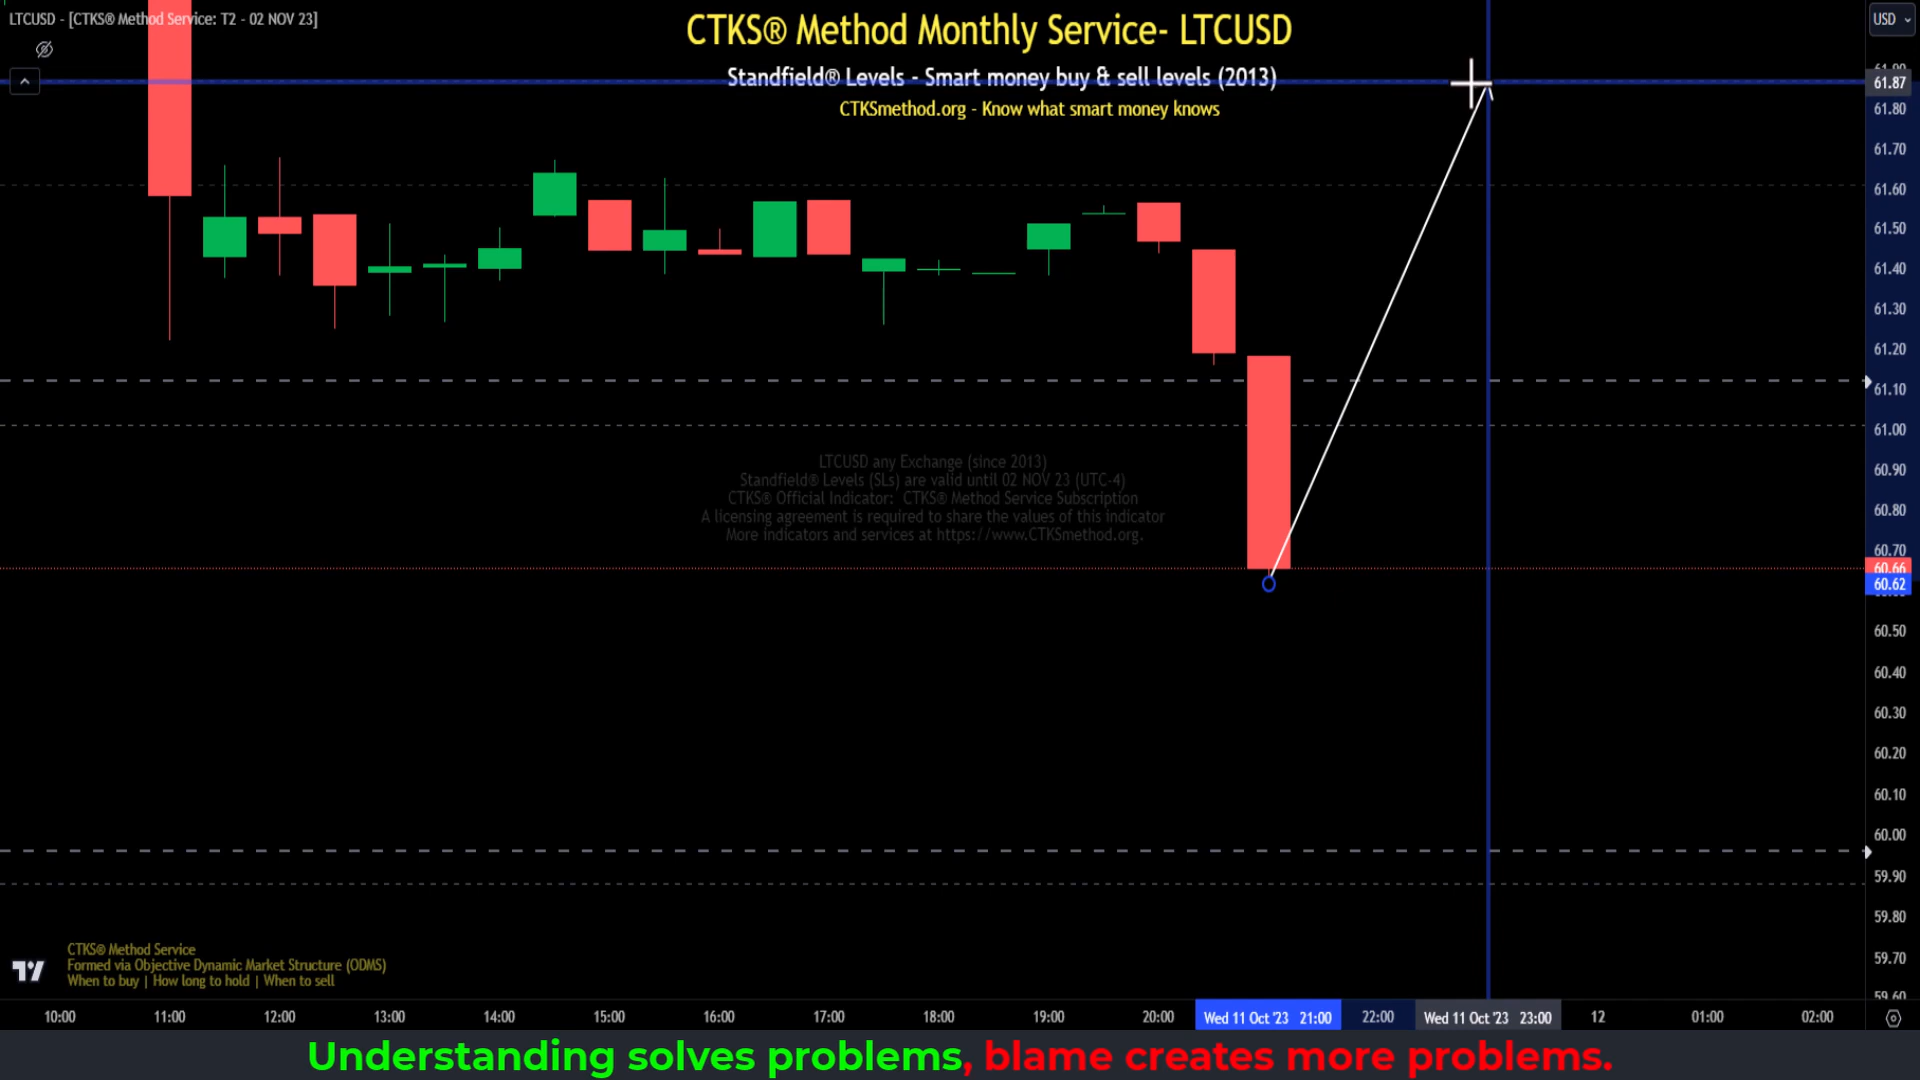 LTCUSD - [CTKS® Method Service: T2 - 02 NOV 23]
CTKS® Method Monthly Service- LTCUSD
USD
Standfield® Levels - Smart money buy & sell levels (2013)
CTKSmethod.org - Know what smart money knows
61.90
61.87
61.80
61.70
61.60
61.50
61.40
61.30
61.20
61.10
61.00
60.90
60.80
60.70
60.66
60.62
60.50
60.40
60.30
60.20
60.10
60.00
59.90
59.80
59.70
59.60
LTCUSD any Exchange (since 2013)
Standfield® Levels (SLs) are valid until 02 NOV 23 (UTC-4)
CTKS® Official Indicator: CTKS® Method Service Subscription
A licensing agreement is required to share the values of this indicator
More indicators and services at https://www.CTKSmethod.org.
CTKS® Method Service
Formed via Objective Dynamic Market Structure (ODMS)
When to buy | How long to hold | When to sell
10:00 11:00 12:00 13:00 14:00 15:00 16:00 17:00 18:00 19:00 20:00 Wed 11 Oct '23 21:00 22:00 Wed 11 Oct '23 23:00 12 01:00 02:00
Understanding solves problems, blame creates more problems.